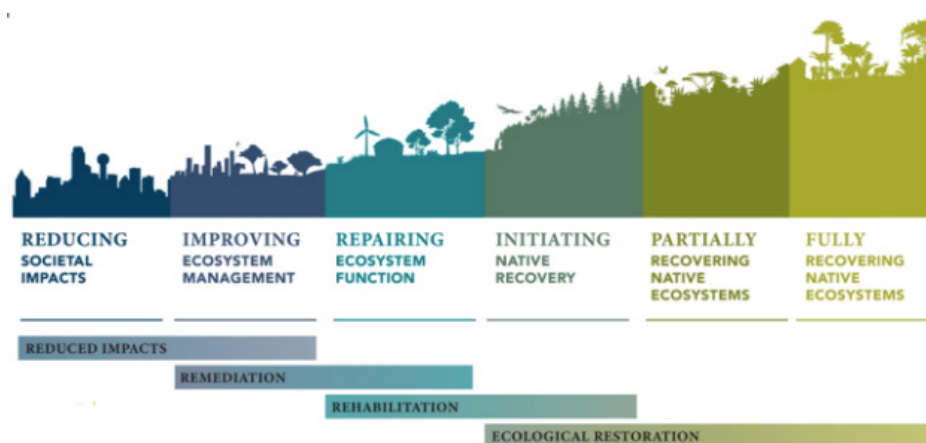 REDUCING
SOCIETAL
IMPACTS
IMPROVING
ECOSYSTEM
MANAGEMENT
REPAIRING
ECOSYSTEM
FUNCTION
INITIATING
NATIVE
RECOVERY
PARTIALLY
RECOVERING
NATIVE
ECOSYSTEMS
FULLY
RECOVERING
NATIVE
ECOSYSTEMS
REDUCED IMPACTS
REMEDIATION
REHABILITATION
ECOLOGICAL RESTORATION